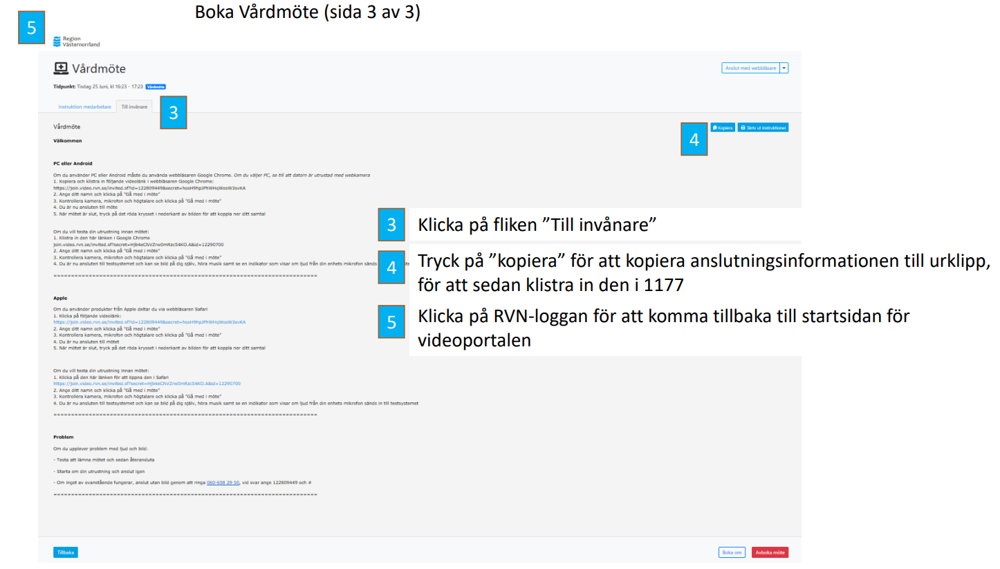 Boka Vårdmöte (sida 3 av 3)
5
Region
Västernorrland
Vårdmöte
Anslut med webbläsare
Tidpunkt: Tisdag 25 Juni, kl 16:23 - 17:23 Vårdmöte
Instruktion medarbetare Till invånare
3
Vårdmöte
4
Kopiera Skriv ut instruktioner
Välkommen
PC eller Android
Om du använder PC eller Android måste du använda webbläsaren Google Chrome. Om du väljer PC, se till att datorn är utrustad med webkamera
1. Kopiera och klistra in följande videolänk i webbläsaren Google Chrome:
https://join.video.rvn.se/invited.sf?id=122809449&secret=hosH9hpJPhWHqWosW3svKA
2. Ange ditt namn och klicka på "Gå med i möte"
3. Kontrollera kamera, mikrofon och högtalare och klicka på "Gå med i möte"
4. Du är nu ansluten till möte
5. När mötet är slut, tryck på det röda krysset i nederkant av bilden för att koppla ner ditt samtal
Om du vill testa din utrustning innan mötet:
1. Klistra in den här länken i Google Chrome
join.video.rvn.se/invited.sf?secret=HJb4eCNVZrw0mRzcS4KO.A&id=12290700
2. Ange ditt namn och klicka på "Gå med i möte"
3. Kontrollera kamera, mikrofon och högtalare och klicka på "Gå med i möte"
4. Du är nu ansluten till testsystemet och kan se bild på dig själv, höra musik samt se en indikator som visar om ljud från din enhets mikrofon sänds
==========================================================================
3 Klicka på fliken ”Till invånare”
4 Tryck på ”kopiera” för att kopiera anslutningsinformationen till urklipp,
för att sedan klistra in den i 1177
5 Klicka på RVN-loggan för att komma tillbaka till startsidan för
videoportalen
Apple
Om du använder produkter från Apple deltar du via webbläsaren Safari
1. Klicka på följande videolänk:
https://join.video.rvn.se/invited.sf?id=122809449&secret=hosH9hpJPhWHqWosW3svKA
2. Ange ditt namn och klicka på "Gå med i möte"
3. Kontrollera kamera, mikrofon och högtalare och klicka på "Gå med i möte"
4. Du är nu ansluten till mötet
5. När mötet är slut, tryck på det röda krysset i nederkant av bilden för att koppla ner ditt samtal
Om du vill testa din utrustning innan mötet:
1. Klicka på den här länken för att öppna den i Safari
https://join.video.rvn.se/invited.sf?secret=HJb4eCNVZrw0mRzcS4KO.A&id=12290700
2. Ange ditt namn och klicka på "Gå med i möte"
3. Kontrollera kamera, mikrofon och högtalare och klicka på "Gå med i möte"
4. Du är nu ansluten till testsystemet och kan se bild på dig själv, höra musik samt se en indikator som visar om ljud från din enhets mikrofon sänds in till testsystemet
==========================================================================
Problem
Om du upplever problem med ljud och bild:
- Testa att lämna mötet och sedan återansluta
- Starta om din utrustning och anslut igen
- Om inget av ovanstående fungerar, anslut utan bild genom att ringa 060-658 29 50, vid svar ange 122809449 och #
==========================================================================
Tillbaka
Boka om Avboka möte